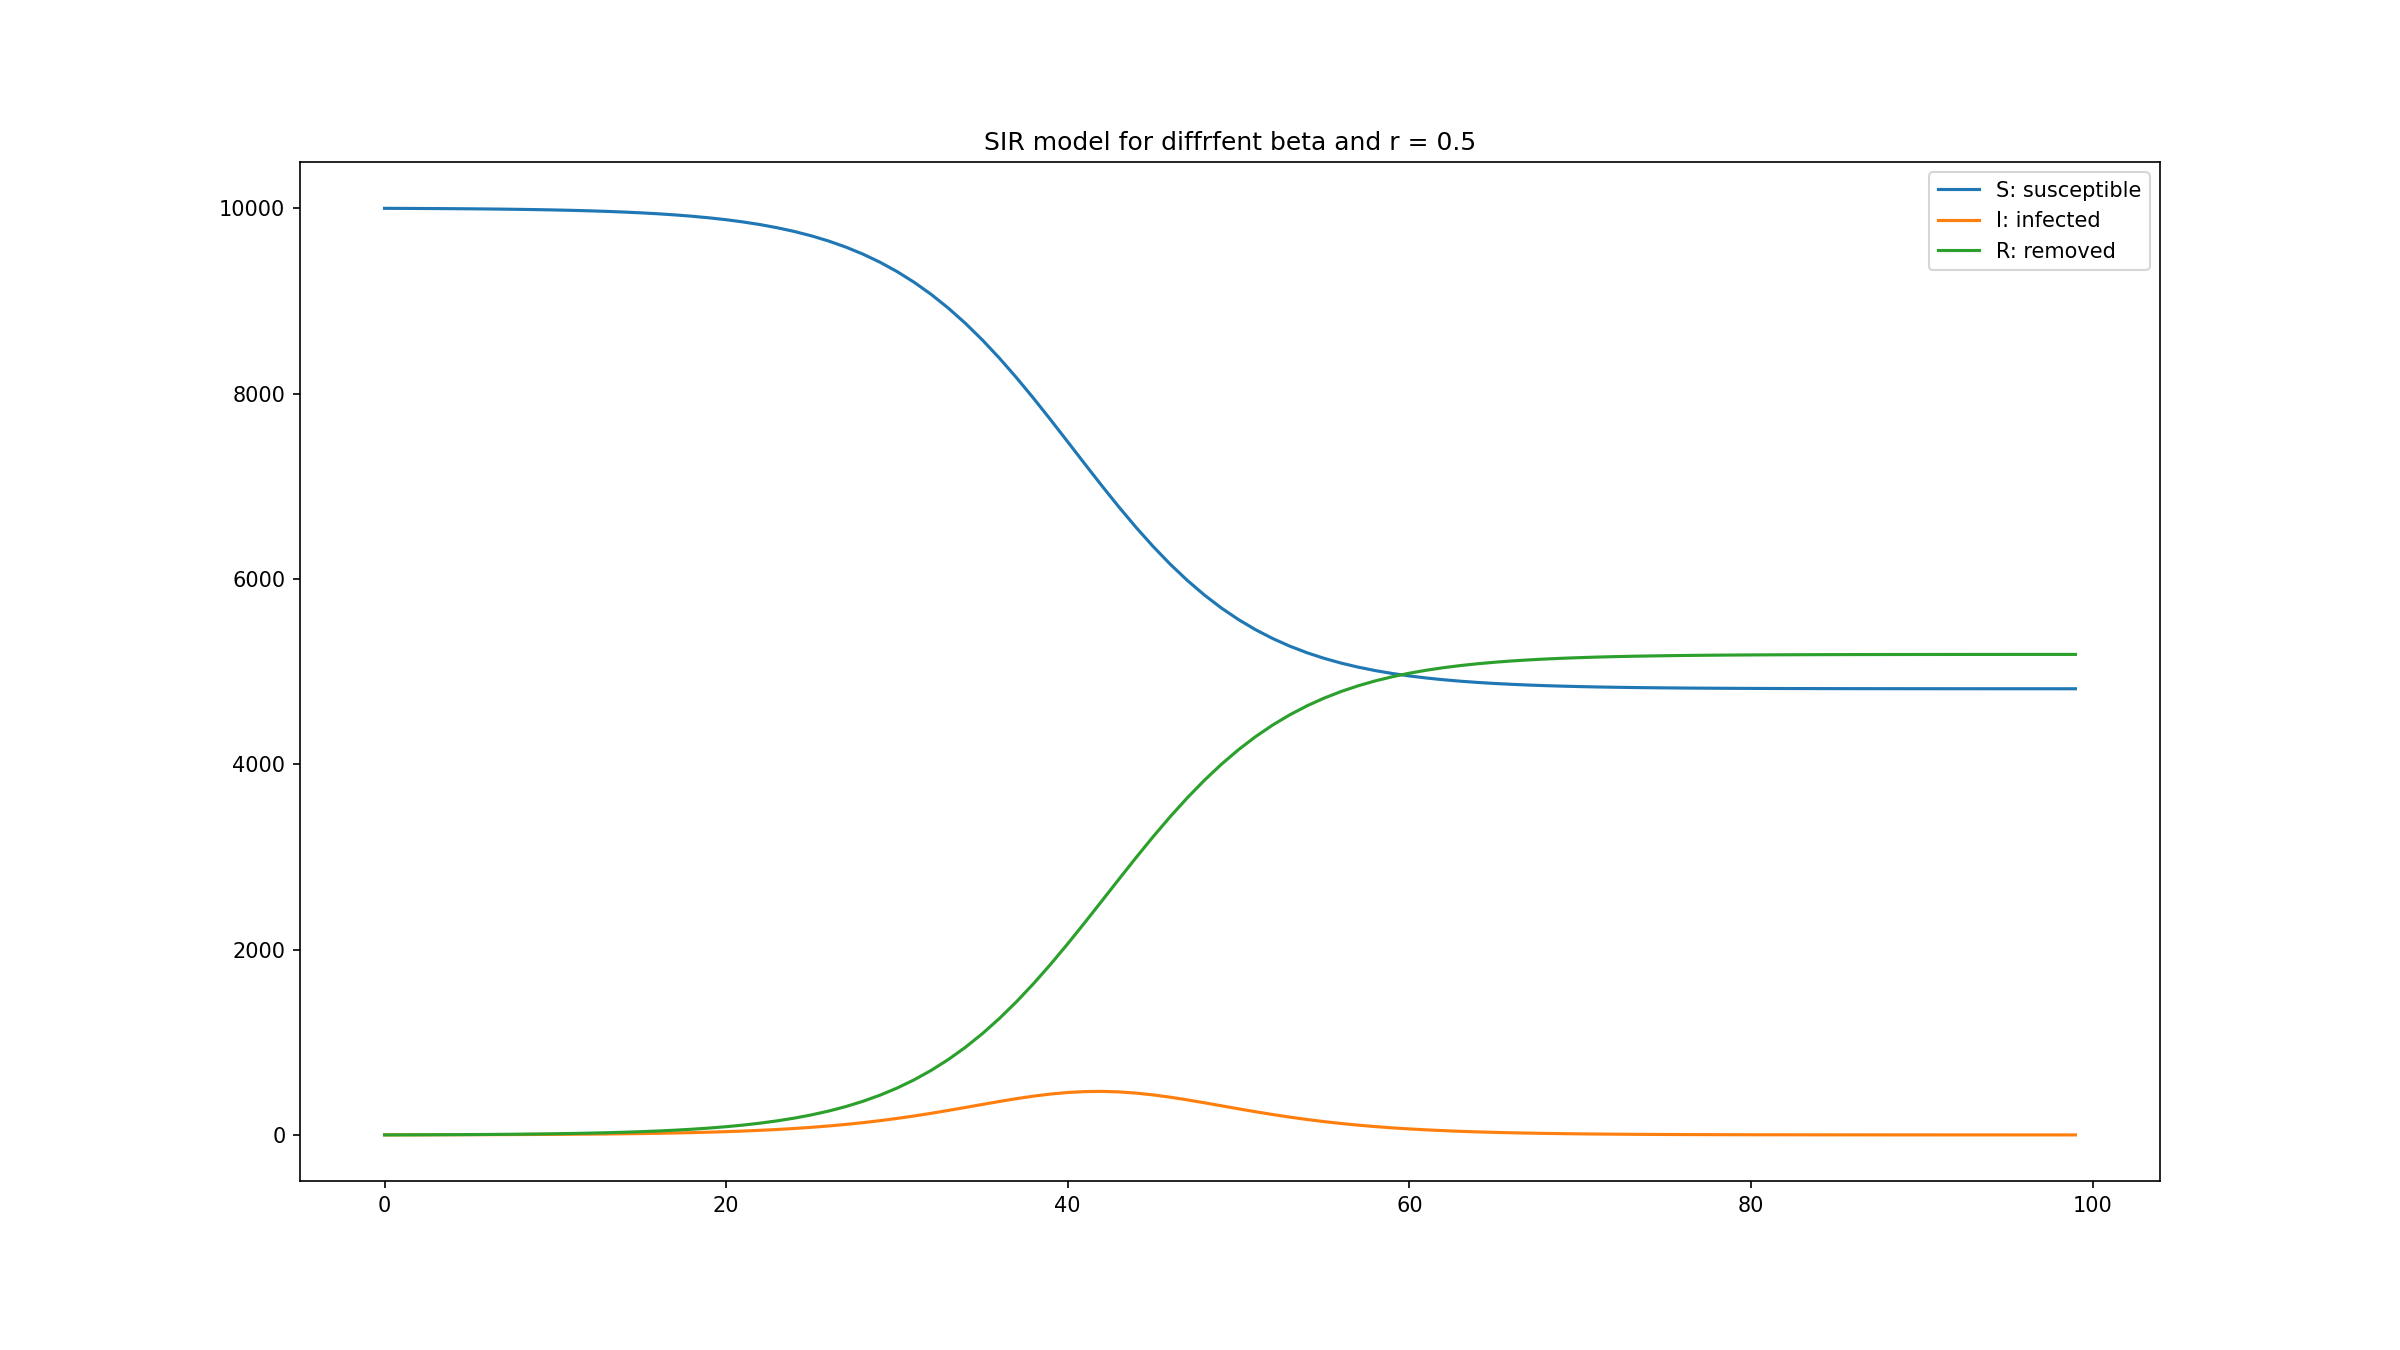 SIR model for diffrfent beta and r = 0.5
S: susceptible
I: infected
R: removed
10000
8000
6000
4000
2000
0
0 20 40 60 80 100